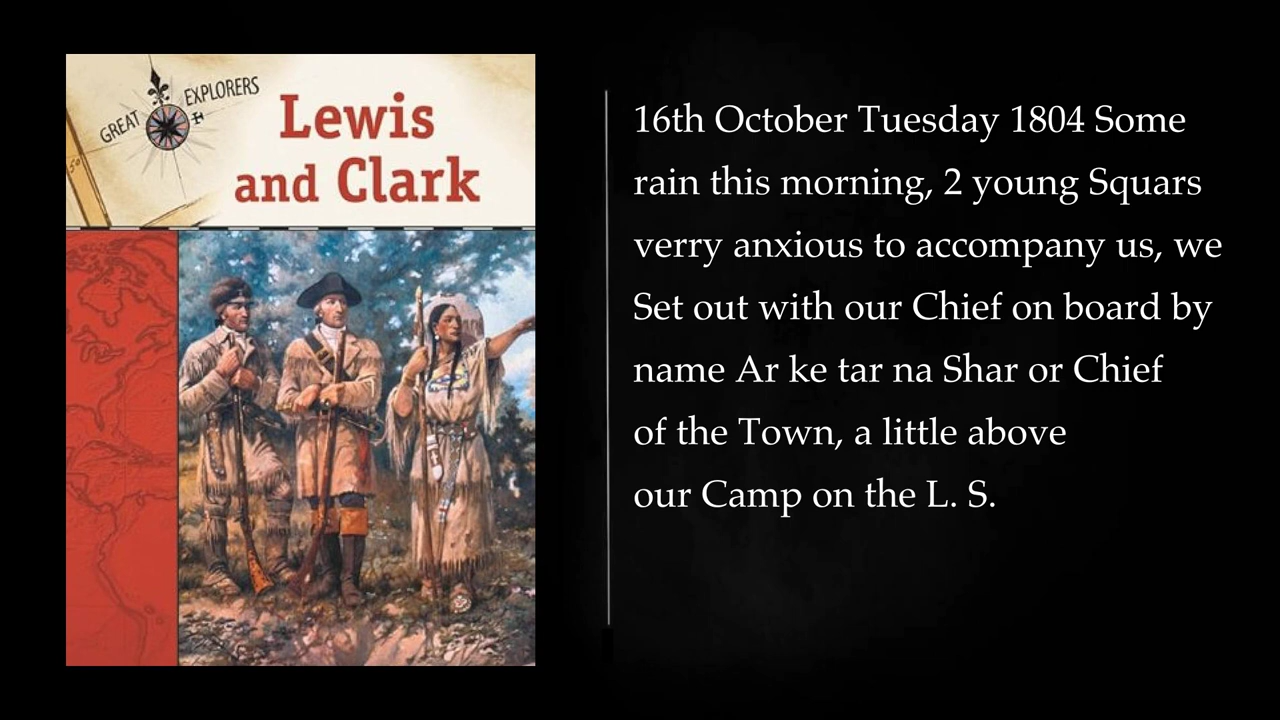 GREAT EXPLORERS
Lewis
and Clark
50
16th October Tuesday 1804 Some
rain this morning, 2 young Squars
verry anxious to accompany us, we
Set out with our Chief on board by
name Ar ke tar na Shar or Chief
of the Town, a little above
our Camp on the L. S.